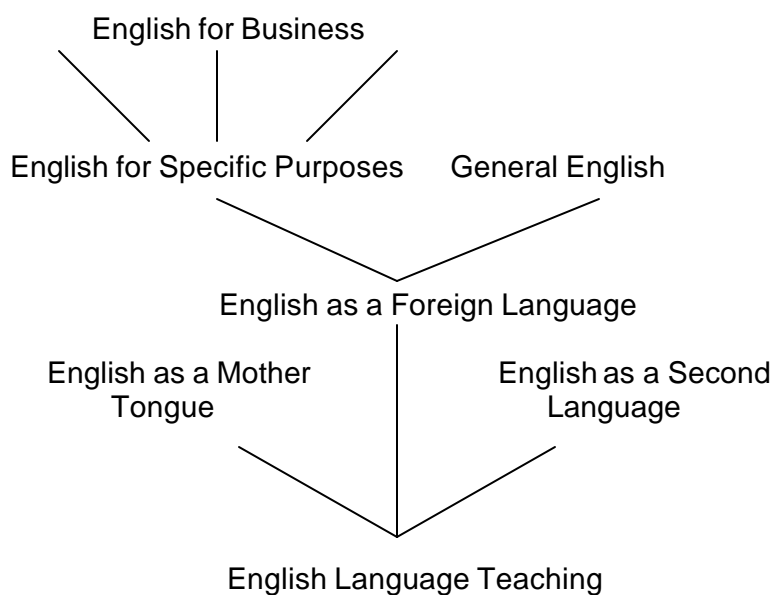 English for Business
English for Specific Purposes
General English
English as a Foreign Language
English as a Mother
Tongue
English as a Second
Language
English Language Teaching